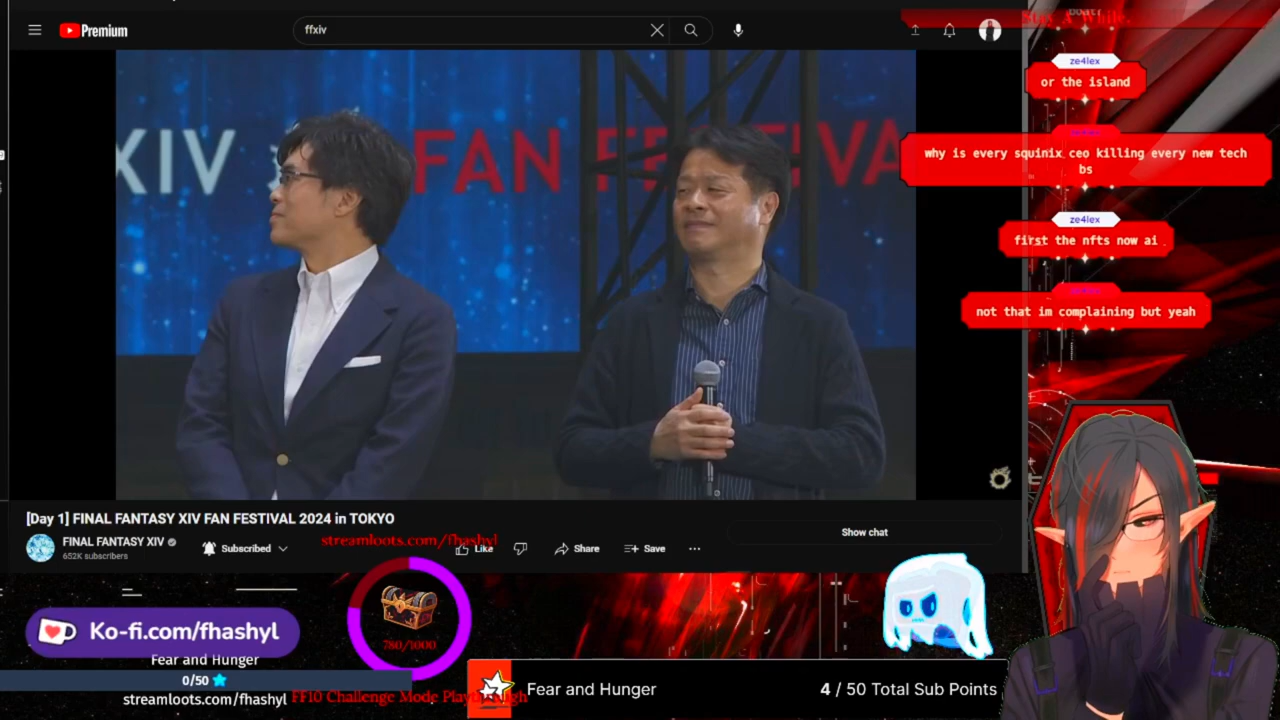 Premium
ffxiv
Stay A While.
ze4lex
or the island
why is every squinix ceo killing every new tech
bs
ze4lex
first the nfts now ai
not that im complaining but yeah
XIV
FAN FESTIVA
[Day 1] FINAL FANTASY XIV FAN FESTIVAL 2024 in TOKYO
FINAL FANTASY XIV
652K subscribers
Subscribed
streamloots.com/fhashyl
Like
Share
Save
Show chat
Ko-fi.com/fhashyl
780/1000
Fear and Hunger
0/50
streamloots.com/fhashyl
FF10 Challenge Mode Playthrough
Fear and Hunger
4 / 50 Total Sub Points